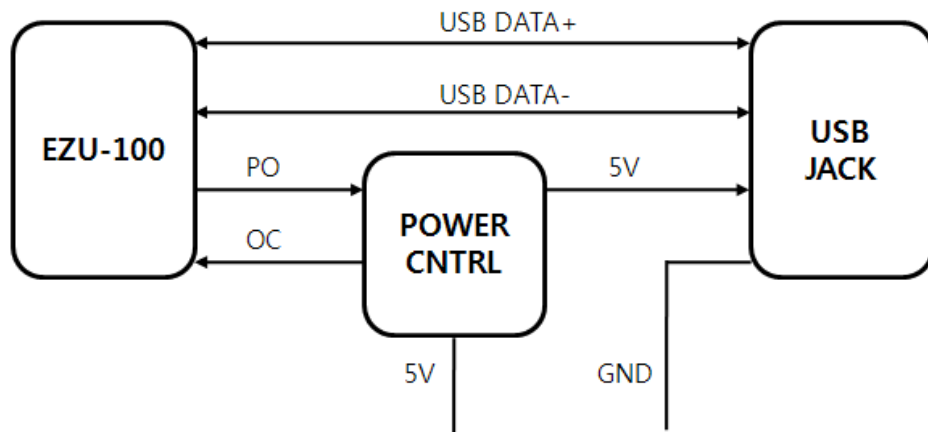 USB DATA+
USB DATA-
EZU-100
USB
JACK
PO
5V
POWER
CNTRL
OC
5V
GND